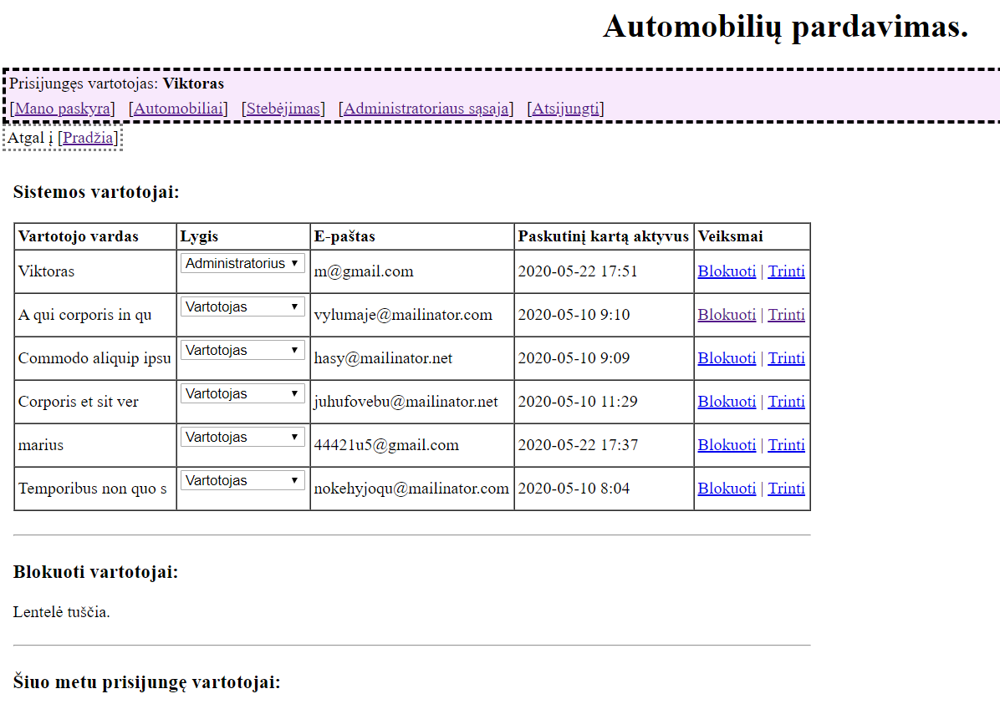 Automobilių pardavimas.
Prisijungęs vartotojas: Viktoras
[Mano paskyra] [Automobiliai] [Stebėjimas] [Administratoriaus sąsaja] [Atsijungti]
Atgal į [Pradžia]
Sistemos vartotojai:
Vartotojo vardas Lygis E-paštas Paskutinį kartą aktyvus Veiksmai
Viktoras Administratorius m@gmail.com 2020-05-22 17:51 Blokuoti | Trinti
A qui corporis in qu Vartotojas vylumaje@mailinator.com 2020-05-10 9:10 Blokuoti | Trinti
Commodo aliquip ipsu Vartotojas hasy@mailinator.net 2020-05-10 9:09 Blokuoti | Trinti
Corporis et sit ver Vartotojas juhufovebu@mailinator.net 2020-05-10 11:29 Blokuoti | Trinti
marius Vartotojas 44421u5@gmail.com 2020-05-22 17:37 Blokuoti | Trinti
Temporibus non quo s Vartotojas nokehyjoqu@mailinator.com 2020-05-10 8:04 Blokuoti | Trinti
Blokuoti vartotojai:
Lentelė tuščia.
Šiuo metu prisijungę vartotojai: